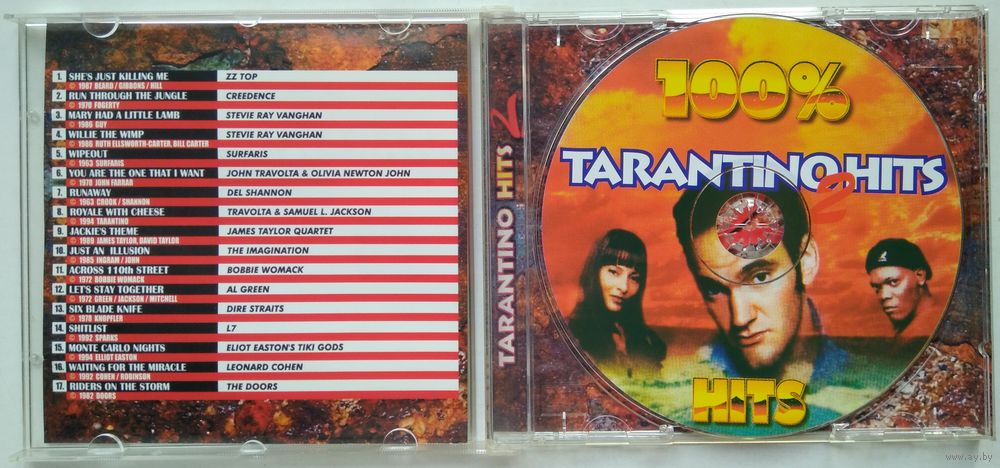 1. SHE'S JUST KILLING ME ZZ TOP
© 1987 BEARD / GIBBONS / HILL
2. RUN THROUGH THE JUNGLE CREEDENCE
© 1970 FOGERTY
3. MARY HAD A LITTLE LAMB STEVIE RAY VANGHAN
© 1986 GUY
4. WILLIE THE WIMP STEVIE RAY VANGHAN
© 1986 RUTH ELLSWORTH-CARTER, BILL CARTER
5. WIPEOUT SURFARIS
© 1963 SURFARIS
6. YOU ARE THE ONE THAT I WANT JOHN TRAVOLTA & OLIVIA NEWTON JOHN
© 1978 JOHN FARRAR
7. RUNAWAY DEL SHANNON
© 1963 CROOK / SHANNON
8. ROYALE WITH CHEESE TRAVOLTA & SAMUEL L. JACKSON
© 1994 TARANTINO
9. JACKIE'S THEME JAMES TAYLOR QUARTET
© 1989 JAMES TAYLOR, DAVID TAYLOR
10. JUST AN ILLUSION THE IMAGINATION
© 1985 INGRAM / JOHN
11. ACROSS 110th STREET BOBBIE WOMACK
© 1972 BOBBIE WOMACK
12. LET'S STAY TOGETHER AL GREEN
© 1972 GREEN / JACKSON / MITCHELL
13. SIX BLADE KNIFE DIRE STRAITS
© 1978 KNOPFLER
14. SHITLIST L7
© 1992 SPARKS
15. MONTE CARLO NIGHTS ELIOT EASTON'S TIKI GODS
© 1994 ELLIOT EASTON
16. WAITING FOR THE MIRACLE LEONARD COHEN
© 1992 COHEN / ROBINSON
17. RIDERS ON THE STORM THE DOORS
© 1982 DOORS
TARANTINO HITS 2
100%
TARANTINO HITS
2
HITS
www.ay.by